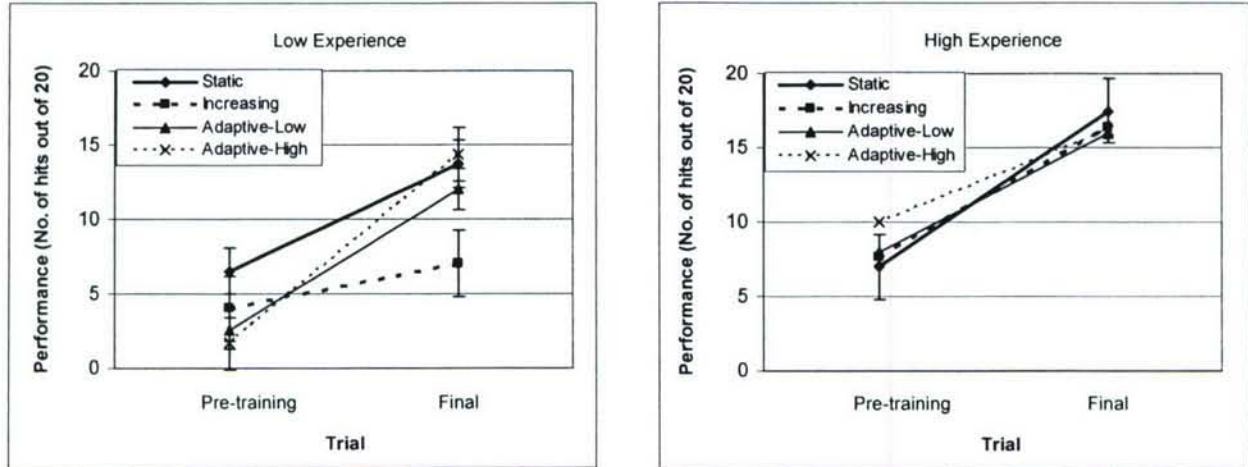 Low Experience
Performance (No. of hits out of 20)
20
15
10
5
0
Static
Increasing
Adaptive-Low
Adaptive-High
Pre-training
Final
Trial
High Experience
Performance (No. of hits out of 20)
20
15
10
5
0
Static
Increasing
Adaptive-Low
Adaptive-High
Pre-training
Final
Trial